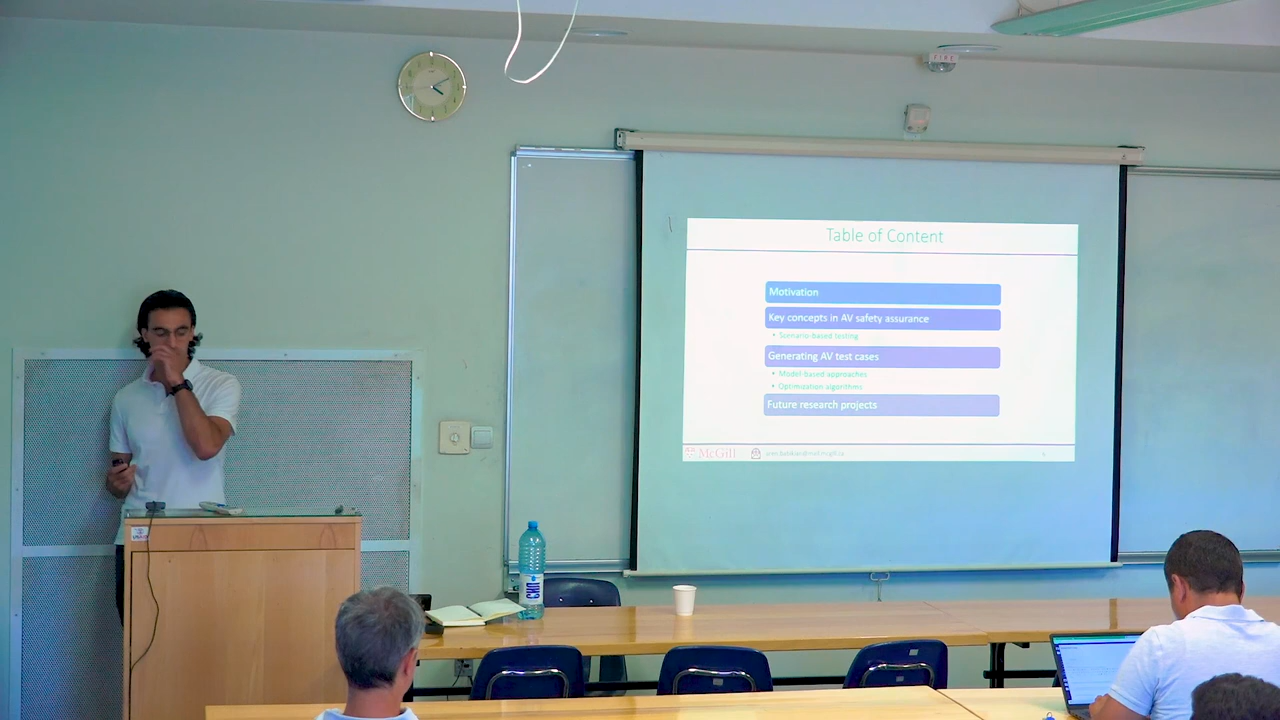 FIRE
Table of Content
Motivation
Key concepts in AV safety assurance
• Scenario-based testing
Generating AV test cases
• Model-based approaches
• Optimization algorithms
Future research projects
McGill